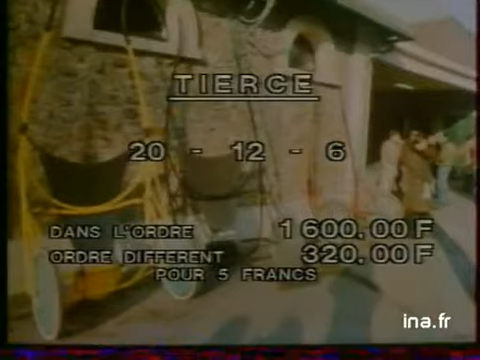 TIERCE
20 - 12 - 6
DANS L'ORDRE 1 600.00 F
ORDRE DIFFERENT 320.00 F
POUR 5 FRANCS
ina.fr